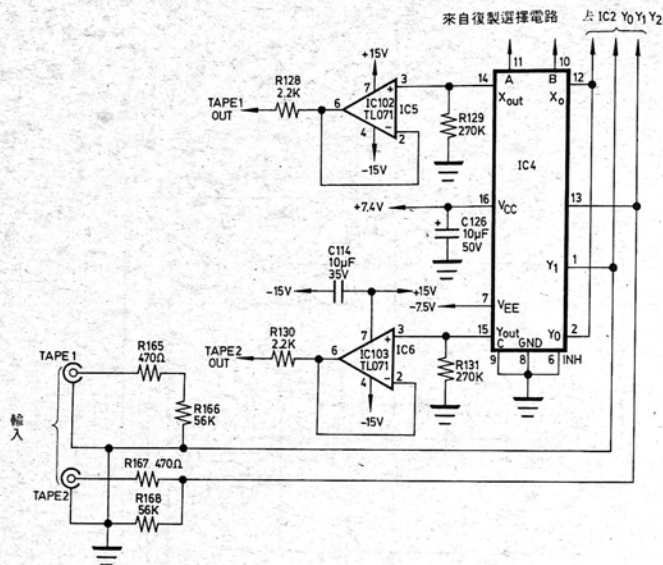 來自復製選擇電路
去 IC2 Y0 Y1 Y2
+15V
11
10
A
B
R128
2.2K
TAPE1
OUT
6
7
3
IC102
TL071
IC5
4
2
-15V
14
Xout
X0
12
R129
270K
IC4
+7.4V
16
VCC
13
C126
10μF
50V
Y1
1
C114
10μF
35V
-15V
+15V
-7.5V
7
VEE
R130
2.2K
TAPE2
OUT
6
7
3
IC103
TL071
IC6
4
2
-15V
15
Yout
Y0
2
C
GND
9
8
6
INH
R131
270K
TAPE1
R165
470Ω
R166
56K
輸入
R167 470Ω
TAPE2
R168
56K